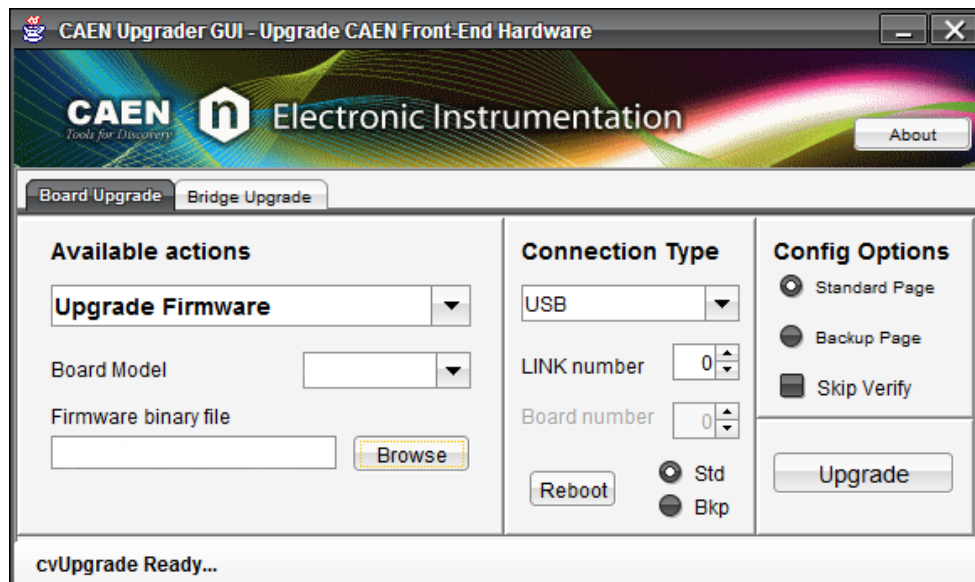 CAEN Upgrader GUI - Upgrade CAEN Front-End Hardware
CAEN
Tools for Discovery
n
Electronic Instrumentation
About
Board Upgrade
Bridge Upgrade
Available actions
Upgrade Firmware
Board Model
Firmware binary file
Browse
Connection Type
USB
LINK number
0
Board number
0
Reboot
Std
Bkp
Config Options
Standard Page
Backup Page
Skip Verify
Upgrade
cvUpgrade Ready...